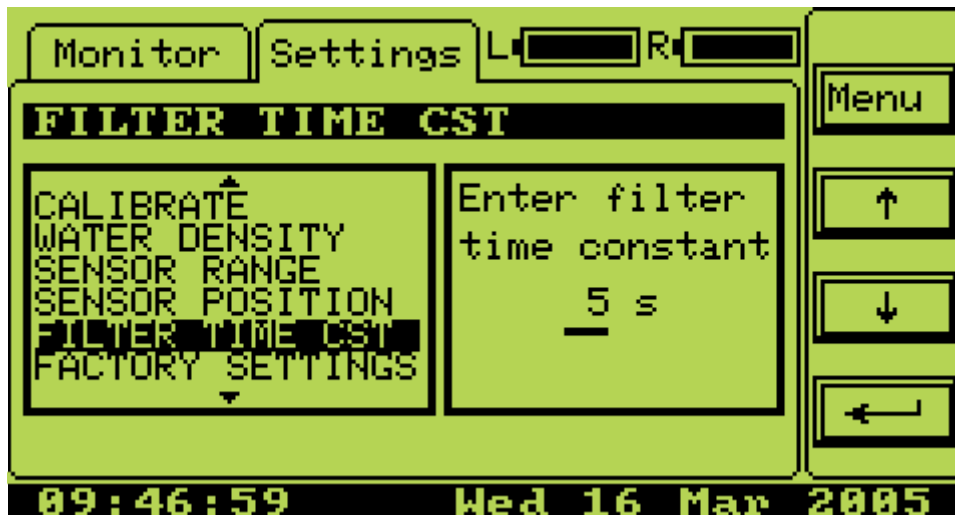 Monitor Settings L R
Menu
FILTER TIME CST
CALIBRATE
WATER DENSITY
SENSOR RANGE
SENSOR POSITION
FILTER TIME CST
FACTORY SETTINGS
Enter filter
time constant
5 s
09:46:59 Wed 16 Mar 2005